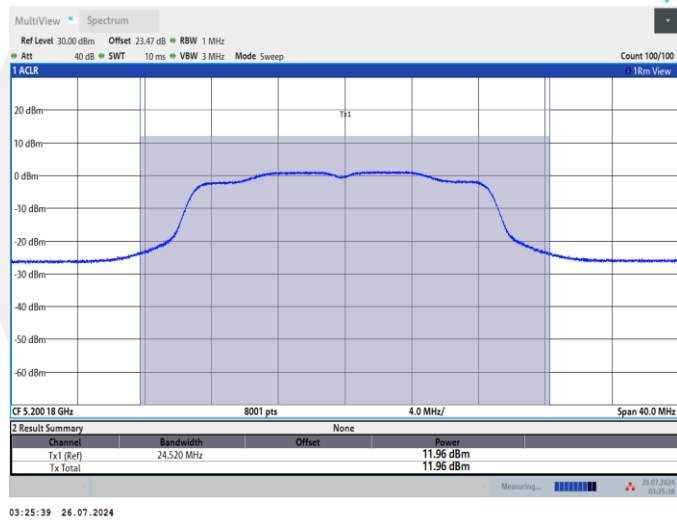 MultiView Spectrum
Ref Level 30.00 dBm Offset 23.47 dB RBW 1 MHz
Att 40 dB SWT 10 ms VBW 3 MHz Mode Sweep Count 100/100
1 ACLR 1Rm View
Tx1
20 dBm
10 dBm
0 dBm
-10 dBm
-20 dBm
-30 dBm
-40 dBm
-50 dBm
-60 dBm
CF 5.200 18 GHz 8001 pts 4.0 MHz/ Span 40.0 MHz
2 Result Summary None
Channel Bandwidth Offset Power
Tx1 (Ref) 24.520 MHz 11.96 dBm
Tx Total 11.96 dBm
Measuring... 26.07.2024
03:25:38
03:25:39 26.07.2024